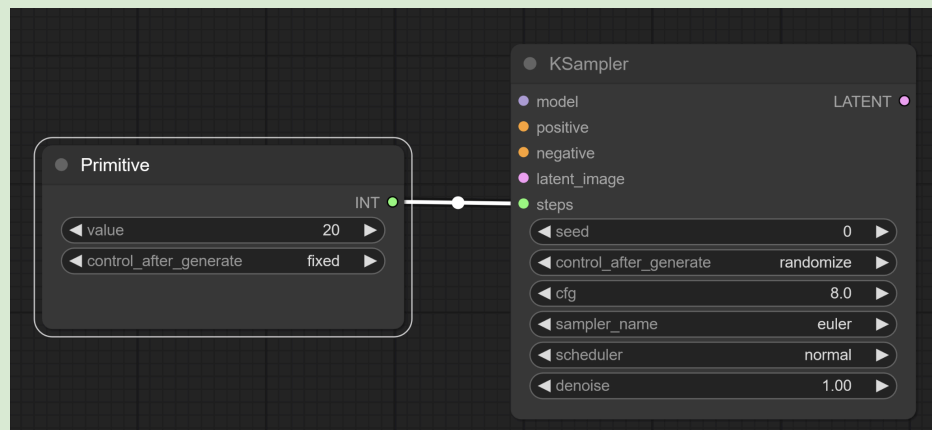 Primitive
INT
value 20
control_after_generate fixed
KSampler
model LATENT
positive
negative
latent_image
steps
seed 0
control_after_generate randomize
cfg 8.0
sampler_name euler
scheduler normal
denoise 1.00